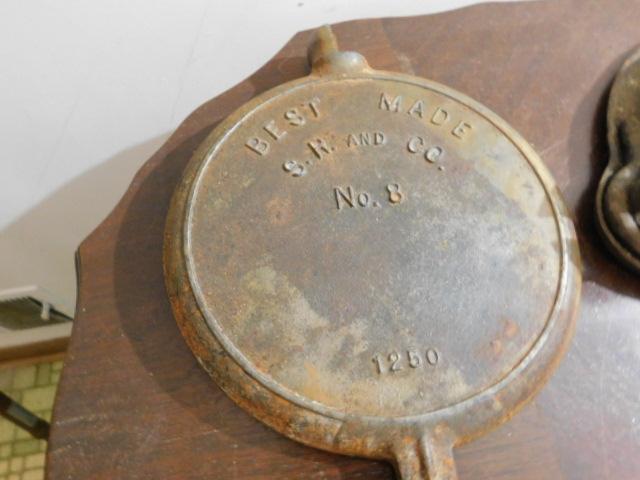 BEST MADE
S. R. AND CO.
No. 8
1250